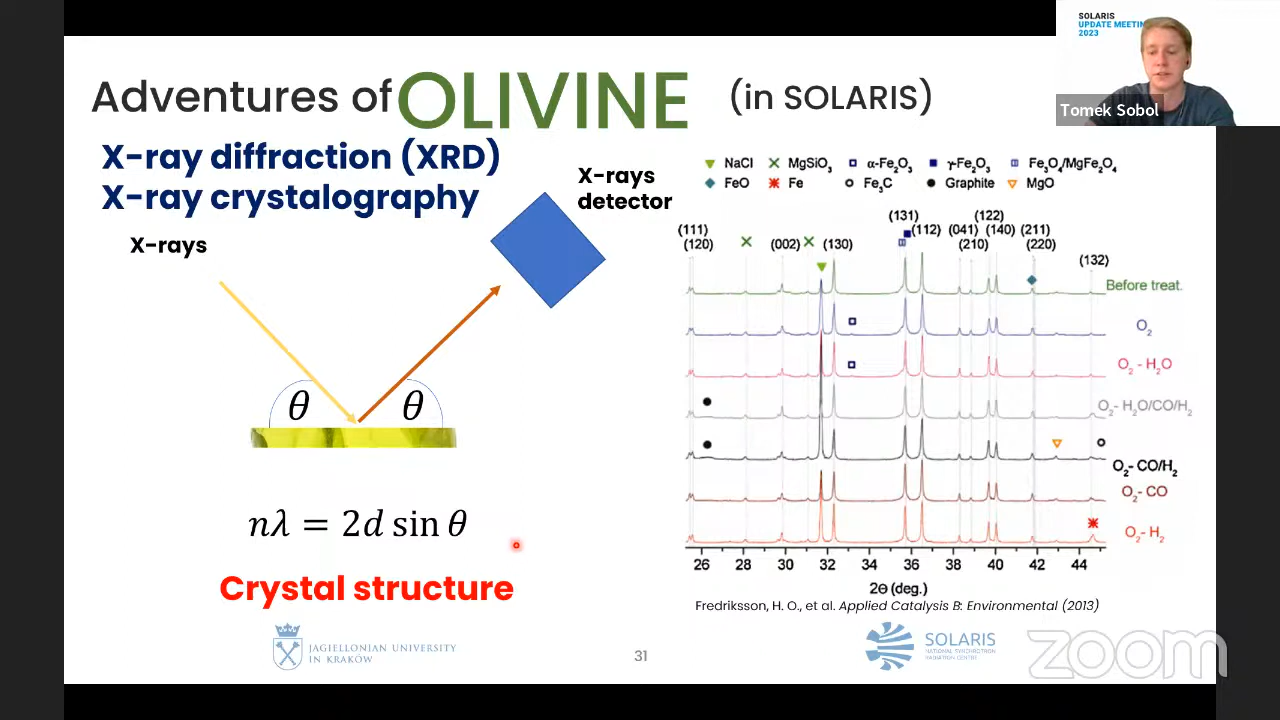 SOLARIS
UPDATE MEETIN
2023
Tomek Sobol
Adventures of OLIVINE (in SOLARIS)
X-ray diffraction (XRD)
X-ray crystalography
X-rays
X-rays
detector
θ
θ
nλ = 2d sin θ
Crystal structure
NaCl MgSiO₃ α-Fe₂O₃ γ-Fe₂O₃ Fe₃O₄/MgFe₂O₄
FeO Fe Fe₃C Graphite MgO
(131) (122)
(111) (112) (041) (140) (211)
(120) (002) (130) (210) (220)
(132)
Before treat.
O₂
O₂ - H₂O
O₂ - H₂O/CO/H₂
O₂ - CO/H₂
O₂ - CO
O₂ - H₂
26 28 30 32 34 36 38 40 42 44
2Θ (deg.)
Fredriksson, H. O., et al. Applied Catalysis B: Environmental (2013)
JAGIELLONIAN UNIVERSITY
IN KRAKÓW
31
SOLARIS
NATIONAL SYNCHROTRON
RADIATION CENTRE
zoom